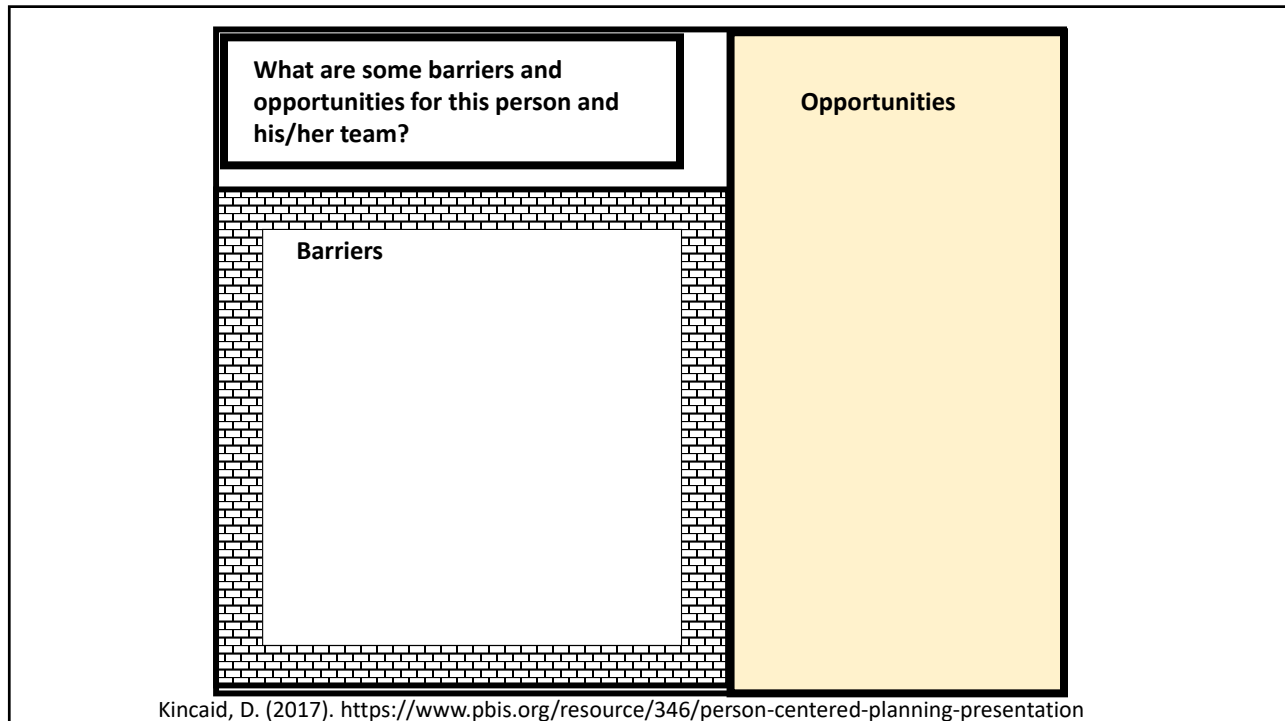 What are some barriers and
opportunities for this person and
his/her team?
Opportunities
Barriers
Kincaid, D. (2017). https://www.pbis.org/resource/346/person-centered-planning-presentation